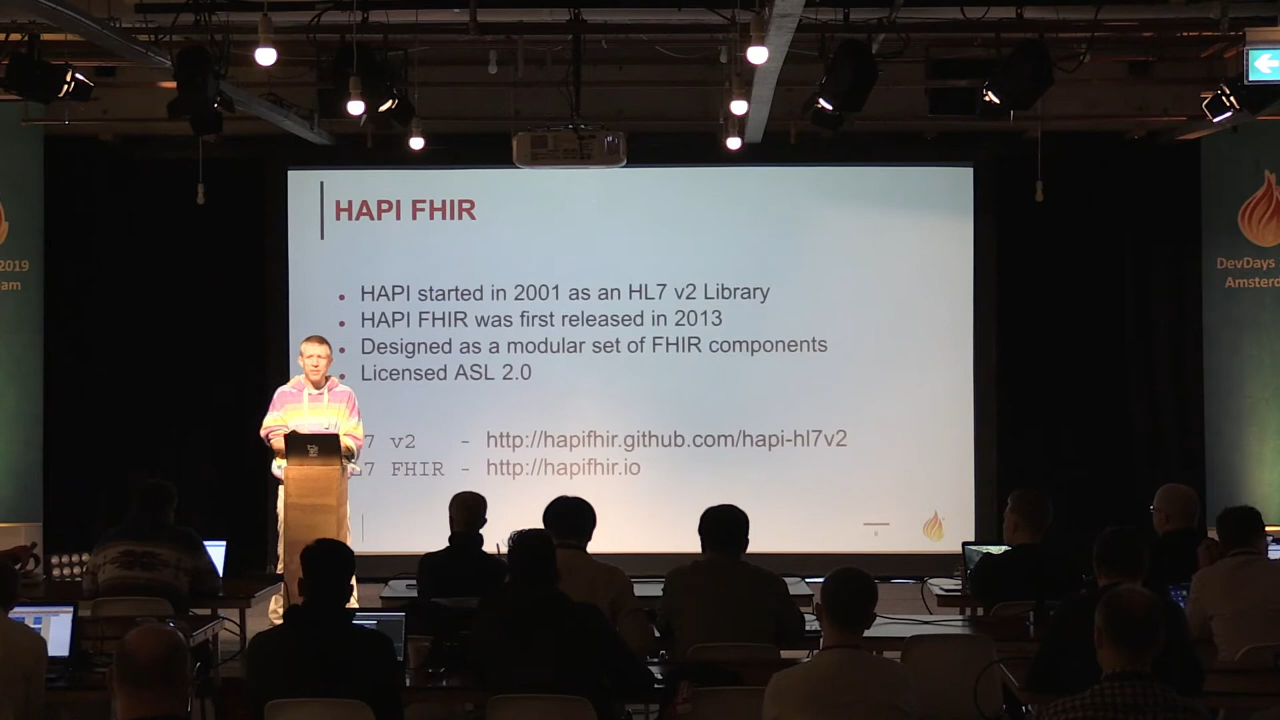 HAPI FHIR
HAPI started in 2001 as an HL7 v2 Library
HAPI FHIR was first released in 2013
Designed as a modular set of FHIR components
Licensed ASL 2.0
7 v2 - http://hapifhir.github.com/hapi-hl7v2
7 FHIR - http://hapifhir.io
2019
am
DevDays
Amsterd